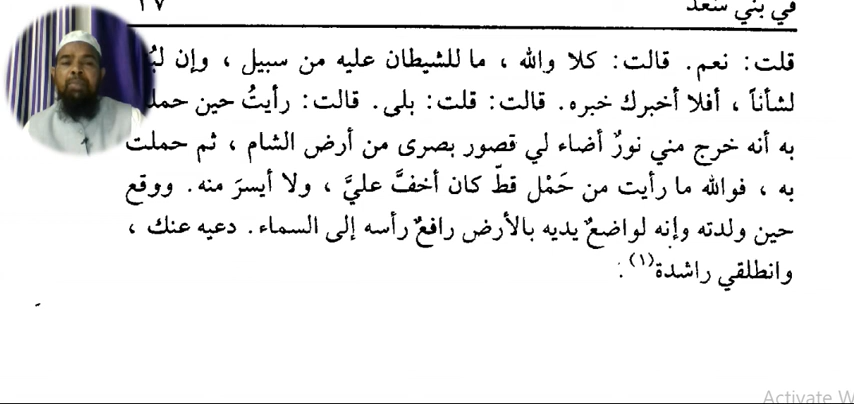 في بني سعد ٢٧
قلت: نعم. قالت: كلا والله ، ما للشيطان عليه من سبيل ، وإن
لشأناً ، أفلا أخبرك خبره. قالت: قلت: بلى. قالت: رأيتُ حين
به أنه خرج مني نورٌ أضاء لي قصور بصرى من أرض الشام ، ثم حملت
به ، فوالله ما رأيت من حَمْل قطّ كان أخفَّ عليَّ ، ولا أيسرَ منه. ووقع
حين ولدته وإنه لواضعٌ يديه بالأرض رافعٌ رأسه إلى السماء. دعيه عنك ،
وانطلقي راشدة(١).
Activate W